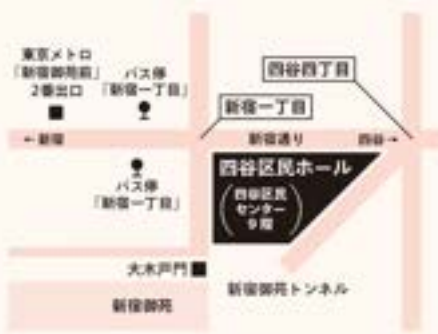 東京メトロ
「新宿御苑前」
2番出口
バス停
「新宿一丁目」
四谷四丁目
新宿一丁目
←新宿
新宿通り
四谷→
バス停
「新宿一丁目」
四谷区民ホール
(四谷区民
センター
9階)
大木戸門
新宿御苑トンネル
新宿御苑